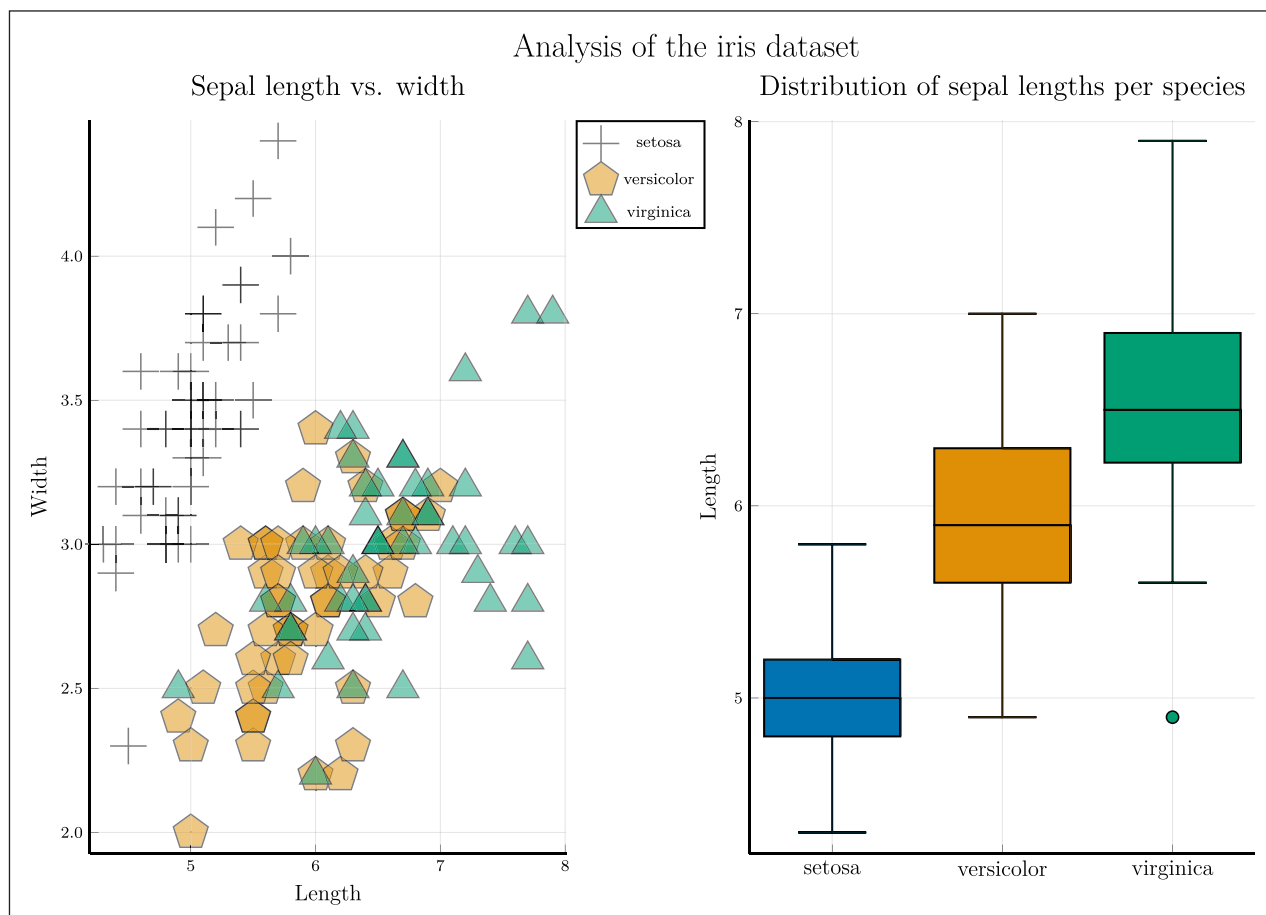 Analysis of the iris dataset
Sepal length vs. width
Width
4.0
3.5
3.0
2.5
2.0
5
6
7
8
Length
setosa
versicolor
virginica
Distribution of sepal lengths per species
Length
8
7
6
5
setosa
versicolor
virginica